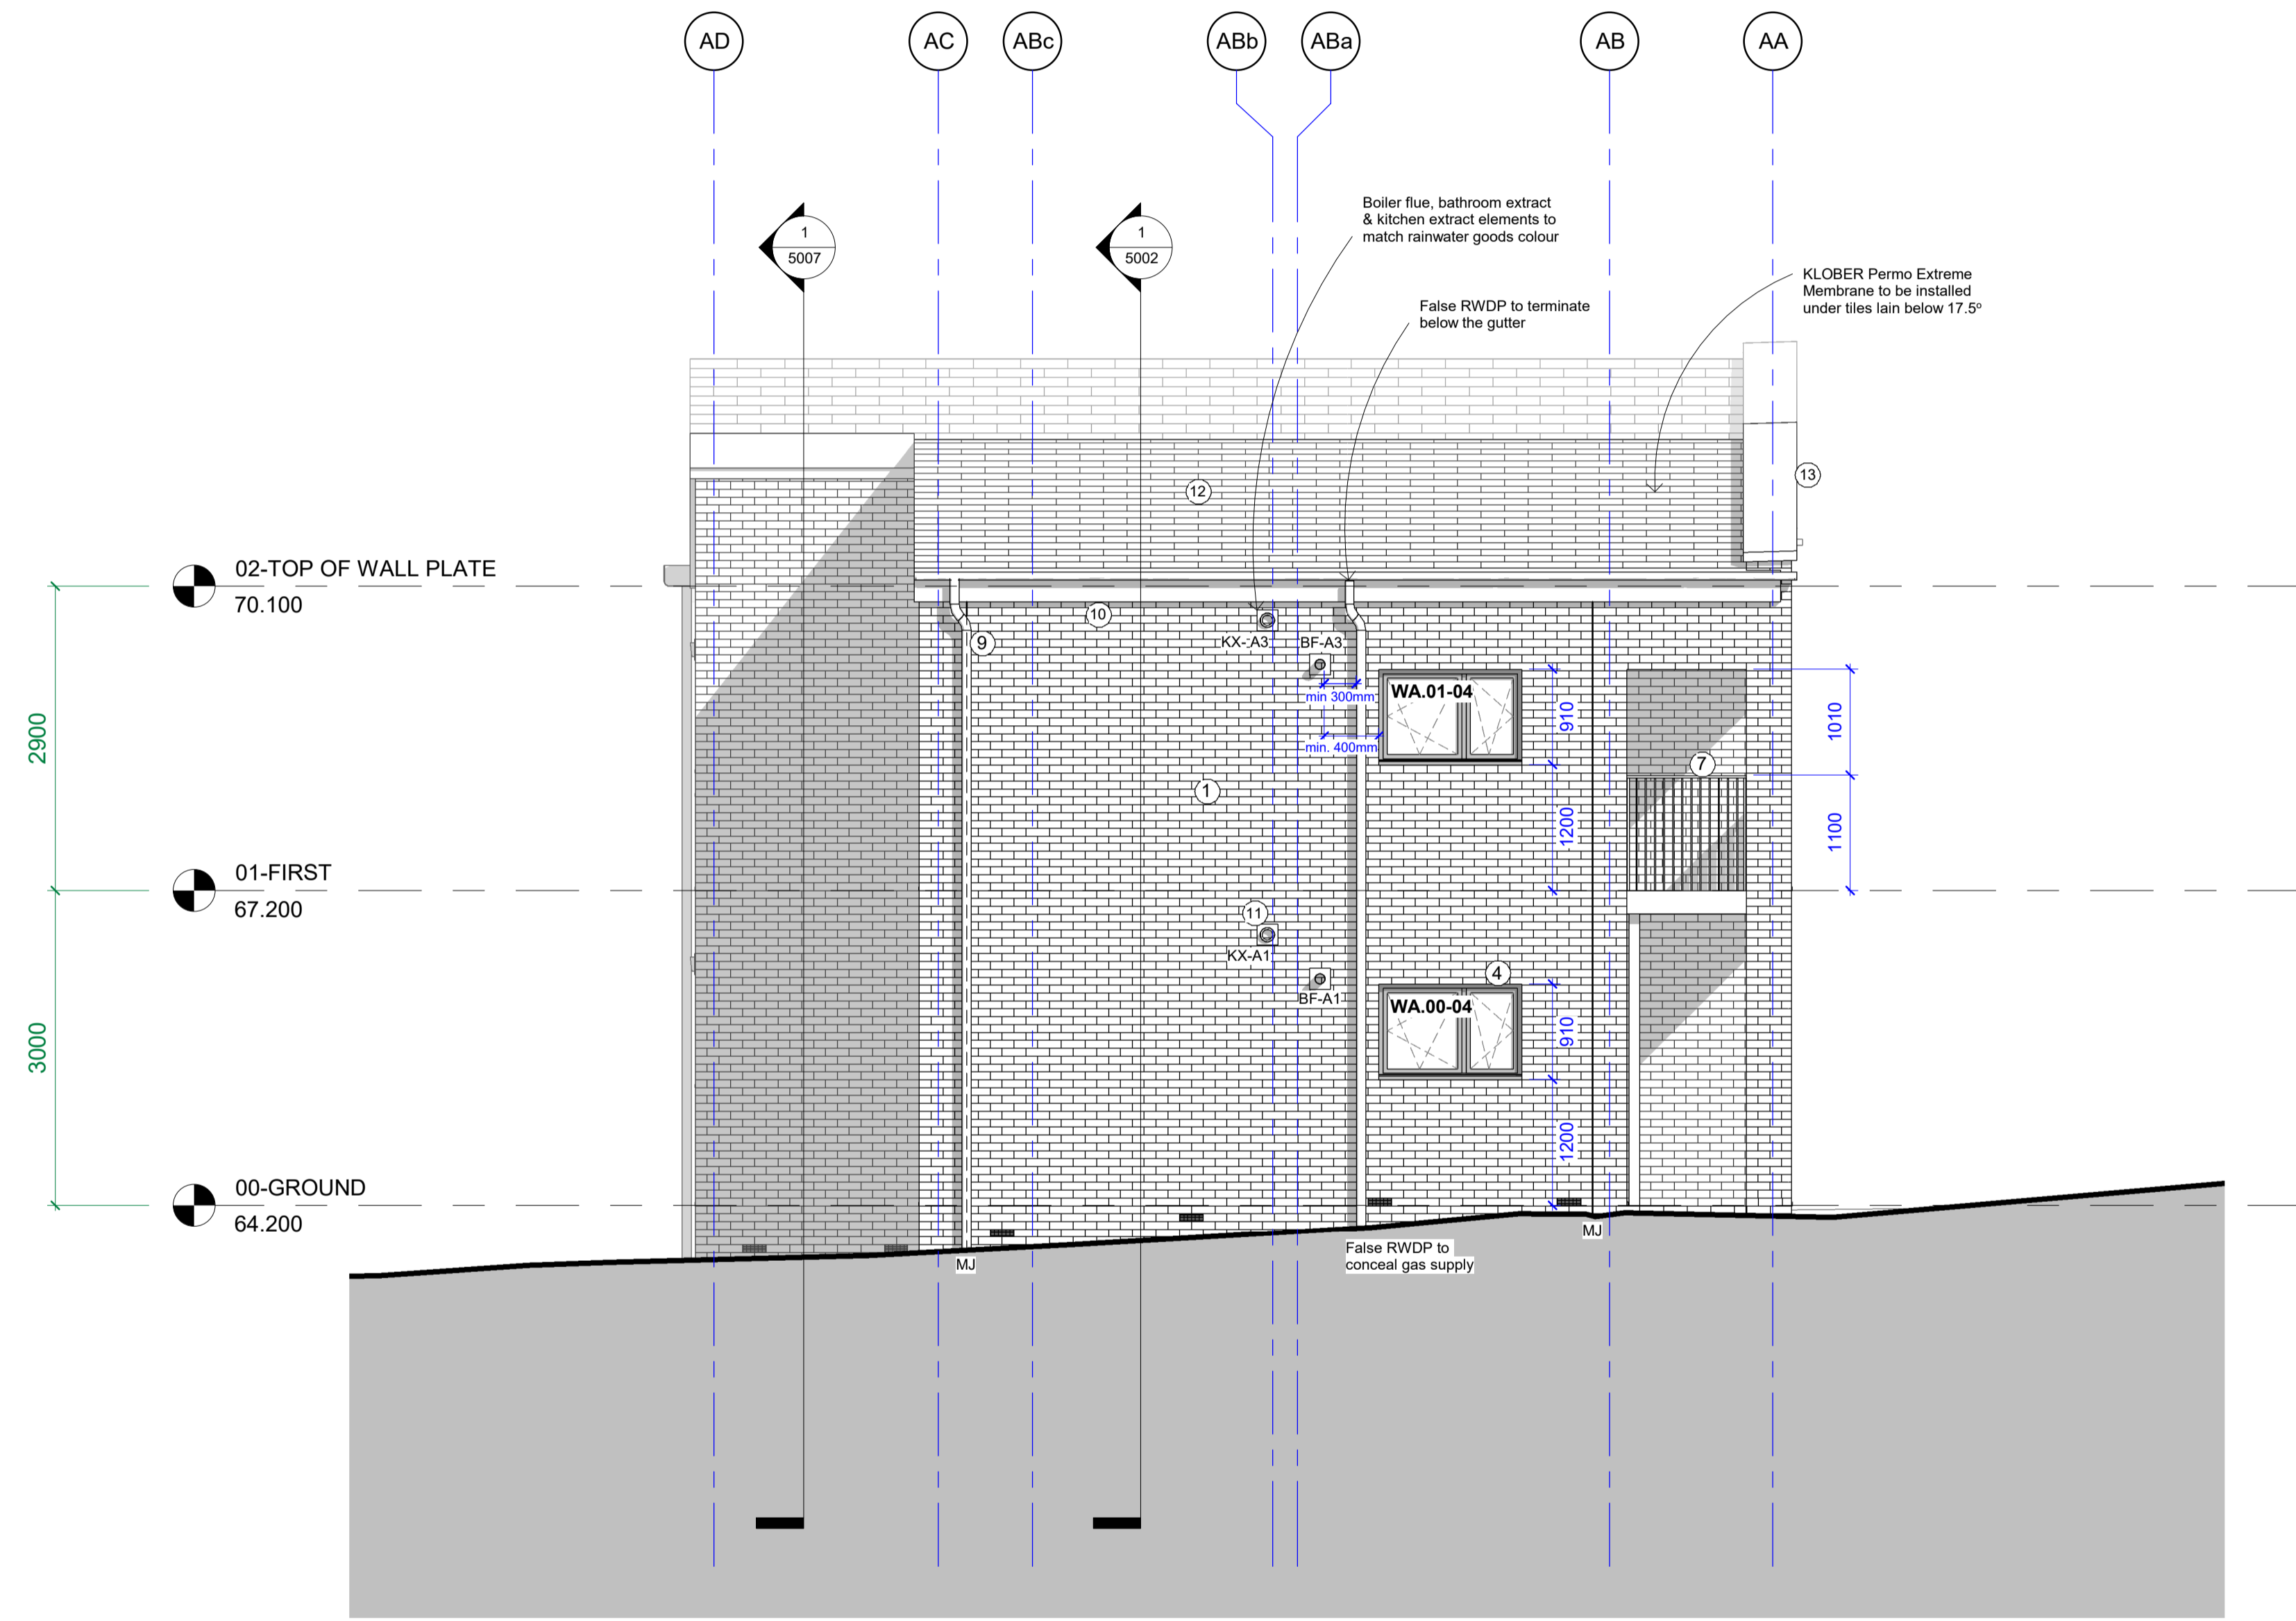 AD
AC
ABc
ABb
ABa
AB
AA
Boiler flue, bathroom extract
& kitchen extract elements to
match rainwater goods colour
1
5007
1
5002
KLOBER Permo Extreme
Membrane to be installed
under tiles lain below 17.5º
False RWDP to terminate
below the gutter
13
12
02-TOP OF WALL PLATE
70.100
10
9
KX-A3
BF-A3
min 300mm
WA.01-04
910
1010
2900
min. 400mm
7
1
1200
1100
01-FIRST
67.200
11
KX-A1
BF-A1
4
WA.00-04
910
3000
1200
00-GROUND
64.200
MJ
MJ
False RWDP to
conceal gas supply